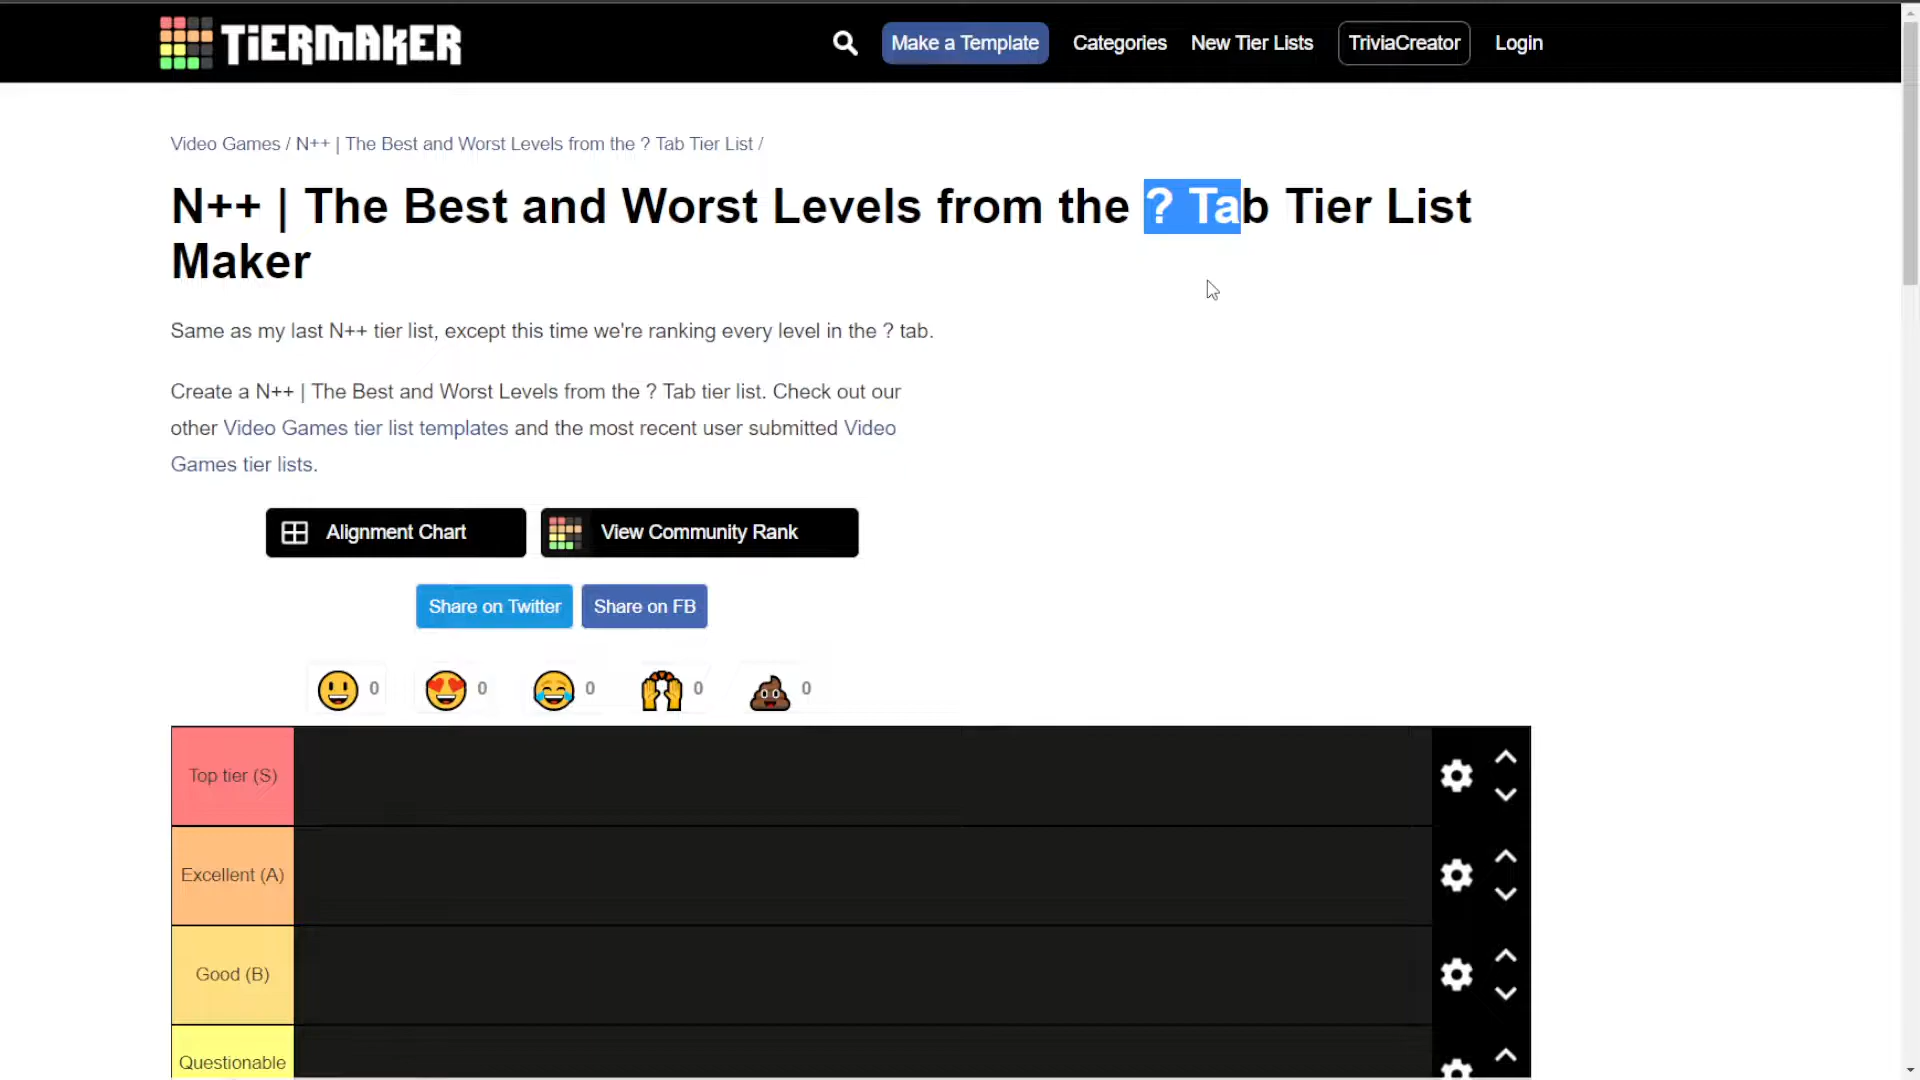 TiERMAKER
Make a Template
Categories
New Tier Lists
TriviaCreator
Login
Video Games / N++ | The Best and Worst Levels from the ? Tab Tier List /
N++ | The Best and Worst Levels from the ? Tab Tier List
Maker
Same as my last N++ tier list, except this time we're ranking every level in the ? tab.
Create a N++ | The Best and Worst Levels from the ? Tab tier list. Check out our
other Video Games tier list templates and the most recent user submitted Video
Games tier lists.
Alignment Chart
View Community Rank
Share on Twitter
Share on FB
0
0
0
0
0
Top tier (S)
Excellent (A)
Good (B)
Questionable